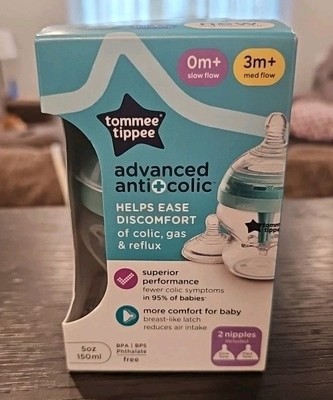 new
0m+
slow flow
3m+
med flow
tommee
tippee
advanced
anti+colic™
HELPS EASE
DISCOMFORT
of colic, gas
& reflux
superior
performance
fewer colic symptoms
in 95% of babies
more comfort for baby
breast-like latch
reduces air intake
5oz
150ml
BPA | BPS
Phthalate
free
2 nipples
included